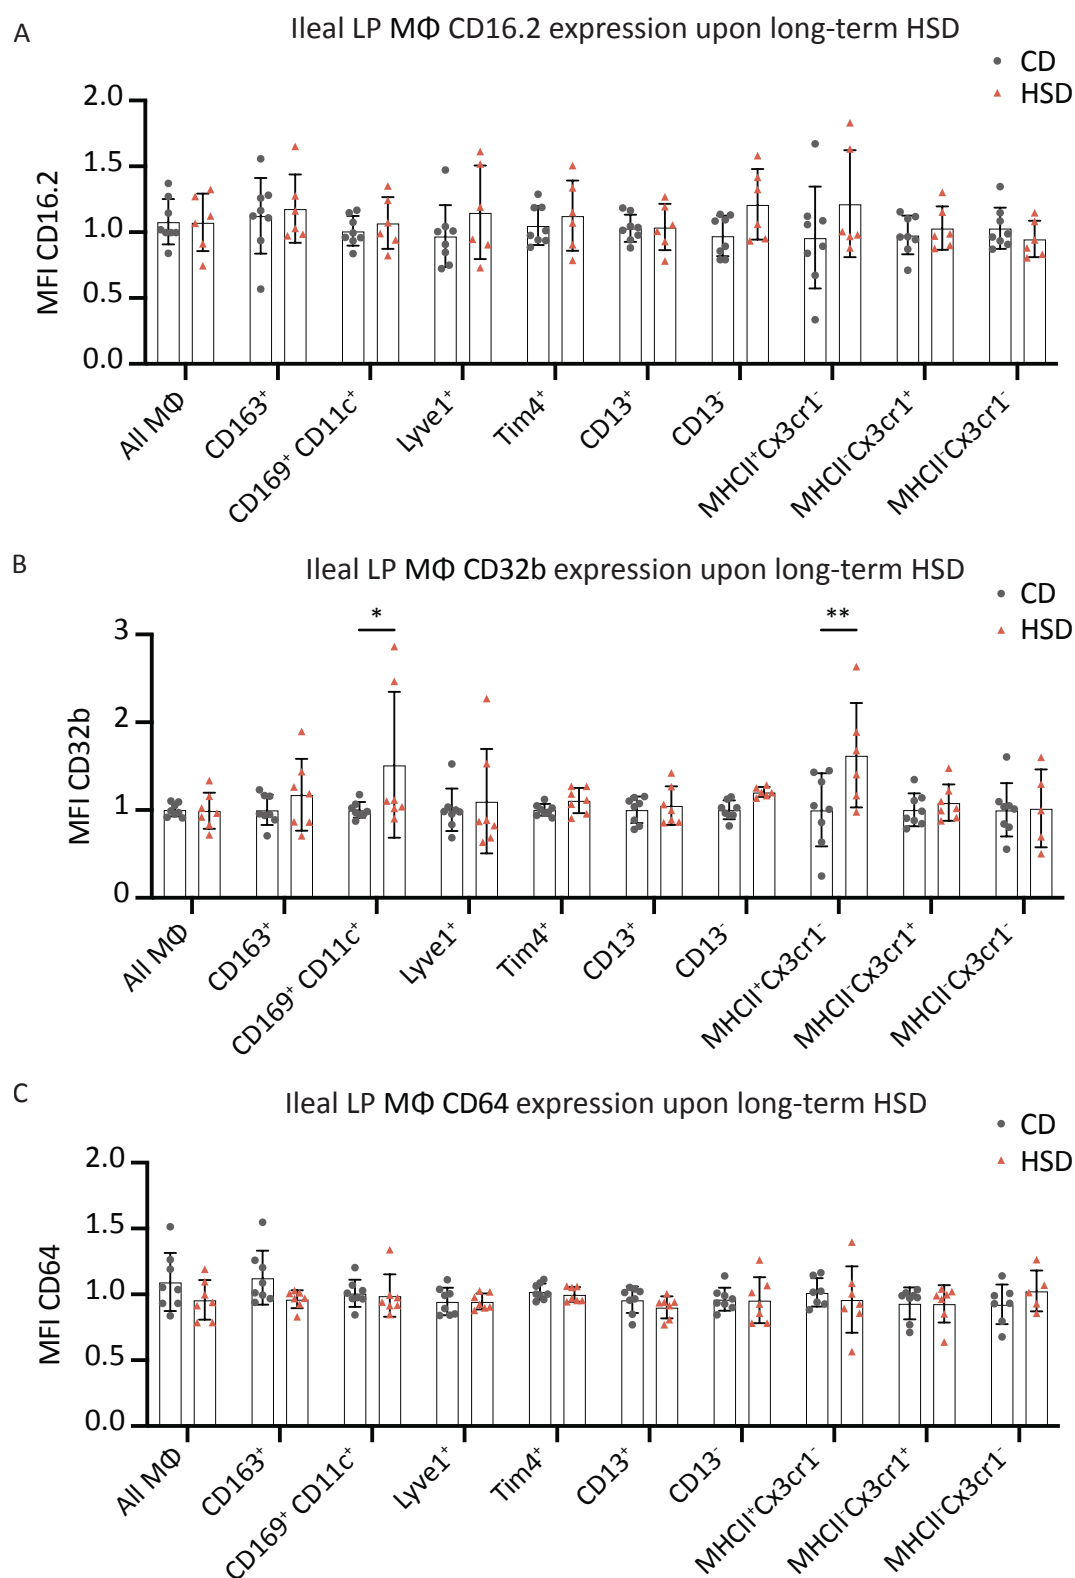 A
Ileal LP MΦ CD16.2 expression upon long-term HSD
CD
HSD
MFI CD16.2
2.0
1.5
1.0
0.5
0.0
All MΦ
CD163⁺
CD169⁺ CD11c⁺
Lyve1⁺
Tim4⁺
CD13⁺
CD13⁻
MHCII⁺Cx3cr1⁻
MHCII⁻Cx3cr1⁺
MHCII⁻Cx3cr1⁻
B
Ileal LP MΦ CD32b expression upon long-term HSD
CD
HSD
MFI CD32b
3
2
1
0
*
**
All MΦ
CD163⁺
CD169⁺ CD11c⁺
Lyve1⁺
Tim4⁺
CD13⁺
CD13⁻
MHCII⁺Cx3cr1⁻
MHCII⁻Cx3cr1⁺
MHCII⁻Cx3cr1⁻
C
Ileal LP MΦ CD64 expression upon long-term HSD
CD
HSD
MFI CD64
2.0
1.5
1.0
0.5
0.0
All MΦ
CD163⁺
CD169⁺ CD11c⁺
Lyve1⁺
Tim4⁺
CD13⁺
CD13⁻
MHCII⁺Cx3cr1⁻
MHCII⁻Cx3cr1⁺
MHCII⁻Cx3cr1⁻